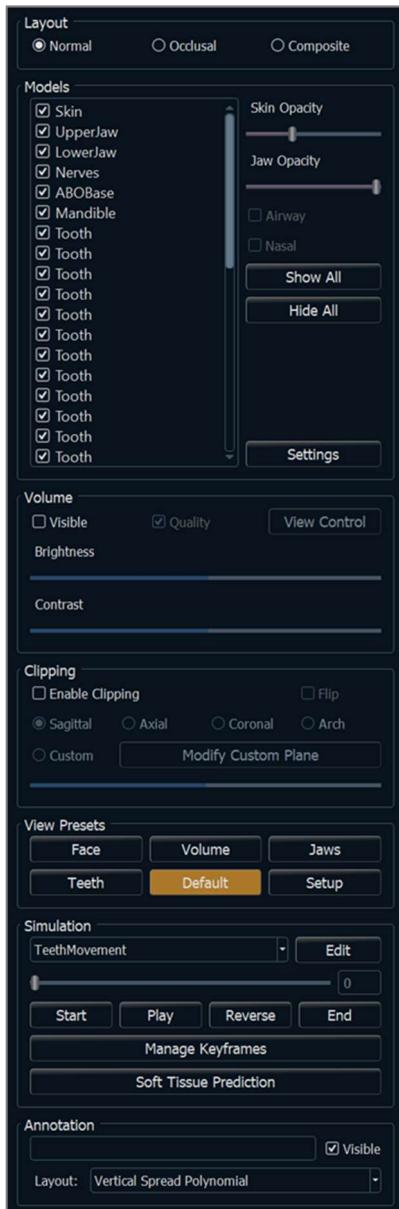 Layout
Normal Occlusal Composite
Models
Skin
UpperJaw
LowerJaw
Nerves
ABOBase
Mandible
Tooth
Tooth
Tooth
Tooth
Tooth
Tooth
Tooth
Tooth
Tooth
Tooth
Tooth
Tooth
Skin Opacity
Jaw Opacity
Airway
Nasal
Show All
Hide All
Settings
Volume
Visible Quality View Control
Brightness
Contrast
Clipping
Enable Clipping Flip
Sagittal Axial Coronal Arch
Custom Modify Custom Plane
View Presets
Face Volume Jaws
Teeth Default Setup
Simulation
TeethMovement Edit
0
Start Play Reverse End
Manage Keyframes
Soft Tissue Prediction
Annotation
Visible
Layout: Vertical Spread Polynomial